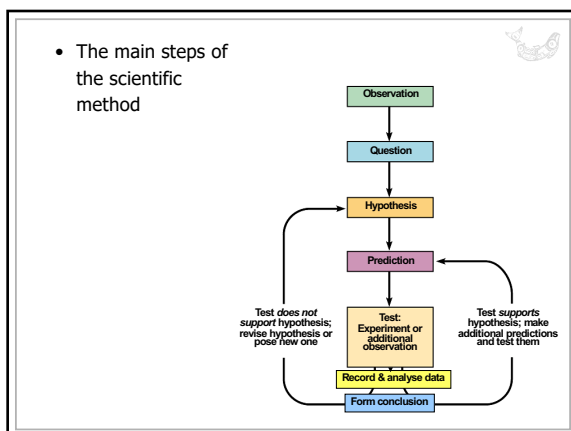 • The main steps of
the scientific
method
Observation
Question
Hypothesis
Prediction
Test does not
support hypothesis;
revise hypothesis or
pose new one
Test:
Experiment or
additional
observation
Test supports
hypothesis; make
additional predictions
and test them
Record & analyse data
Form conclusion